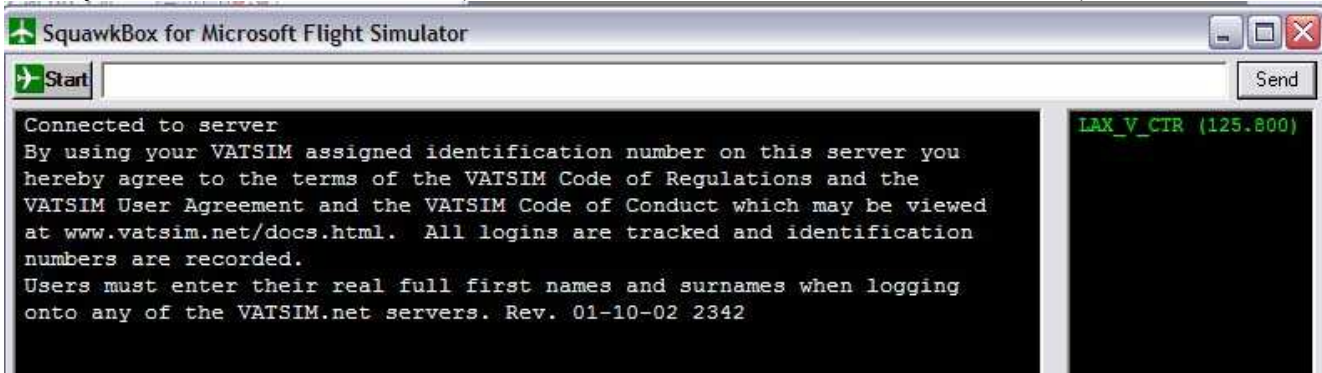 SquawkBox for Microsoft Flight Simulator
Start
Send
Connected to server
By using your VATSIM assigned identification number on this server you
hereby agree to the terms of the VATSIM Code of Regulations and the
VATSIM User Agreement and the VATSIM Code of Conduct which may be viewed
at www.vatsim.net/docs.html.  All logins are tracked and identification
numbers are recorded.
Users must enter their real full first names and surnames when logging
onto any of the VATSIM.net servers. Rev. 01-10-02 2342
LAX_V_CTR (125.800)